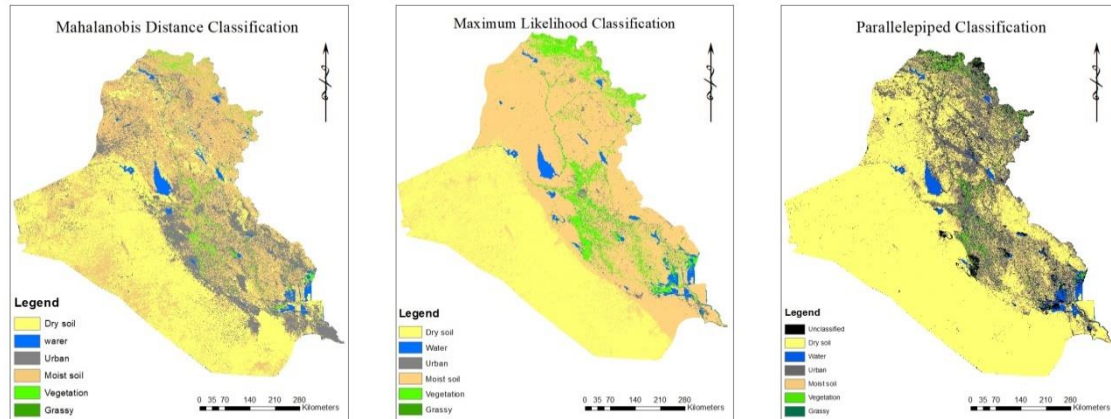 Mahalanobis Distance Classification
Legend
Dry soil
warer
Urban
Moist soil
Vegetation
Grassy
0 35 70 140 210 280
Kilometers
Maximum Likelihood Classification
Legend
Dry soil
Water
Urban
Moist soil
Vegetation
Grassy
0 35 70 140 210 280
Kilometers
Parallelepiped Classification
Legend
Unclassified
Dry soil
Water
Urban
Moist soil
Vegetation
Grassy
0 35 70 140 210 280
Kilometers